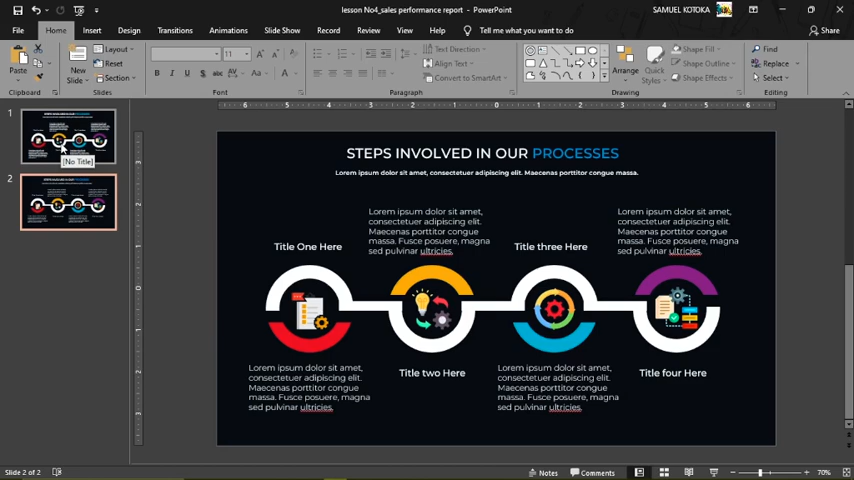 lesson No4_sales performance report - PowerPoint
SAMUEL KOTOKA
File Home Insert Design Transitions Animations Slide Show Record Review View Help Tell me what you want to do Share
Paste
New Slide
Layout
Reset
Section
11
Text Direction
Align Text
Convert to SmartArt
Arrange
Quick Styles
Shape Fill
Shape Outline
Shape Effects
Find
Replace
Select
Clipboard Slides Font Paragraph Drawing Editing
1
[No Title]
2
STEPS INVOLVED IN OUR PROCESSES
Lorem ipsum dolor sit amet, consectetuer adipiscing elit. Maecenas porttitor congue massa.
Title One Here
Lorem ipsum dolor sit amet,
consectetuer adipiscing elit.
Maecenas porttitor congue
massa. Fusce posuere, magna
sed pulvinar ultricies.
Lorem ipsum dolor sit amet,
consectetuer adipiscing elit.
Maecenas porttitor congue
massa. Fusce posuere, magna
sed pulvinar ultricies.
Title two Here
Title three Here
Lorem ipsum dolor sit amet,
consectetuer adipiscing elit.
Maecenas porttitor congue
massa. Fusce posuere, magna
sed pulvinar ultricies.
Lorem ipsum dolor sit amet,
consectetuer adipiscing elit.
Maecenas porttitor congue
massa. Fusce posuere, magna
sed pulvinar ultricies.
Title four Here
Slide 2 of 2
Notes Comments 70%